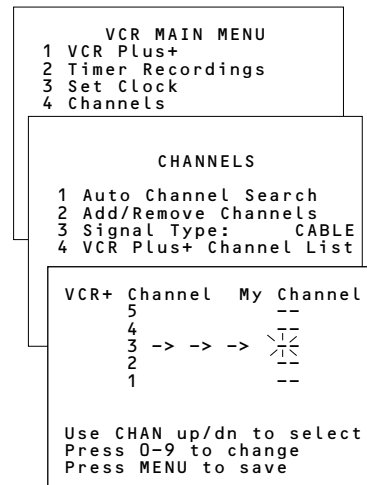 VCR MAIN MENU
1 VCR Plus+
2 Timer Recordings
3 Set Clock
4 Channels
CHANNELS
1 Auto Channel Search
2 Add/Remove Channels
3 Signal Type: CABLE
4 VCR Plus+ Channel List
VCR+ Channel My Channel
5 --
4 --
3 -> -> -> --
2 --
1 --
Use CHAN up/dn to select
Press 0-9 to change
Press MENU to save